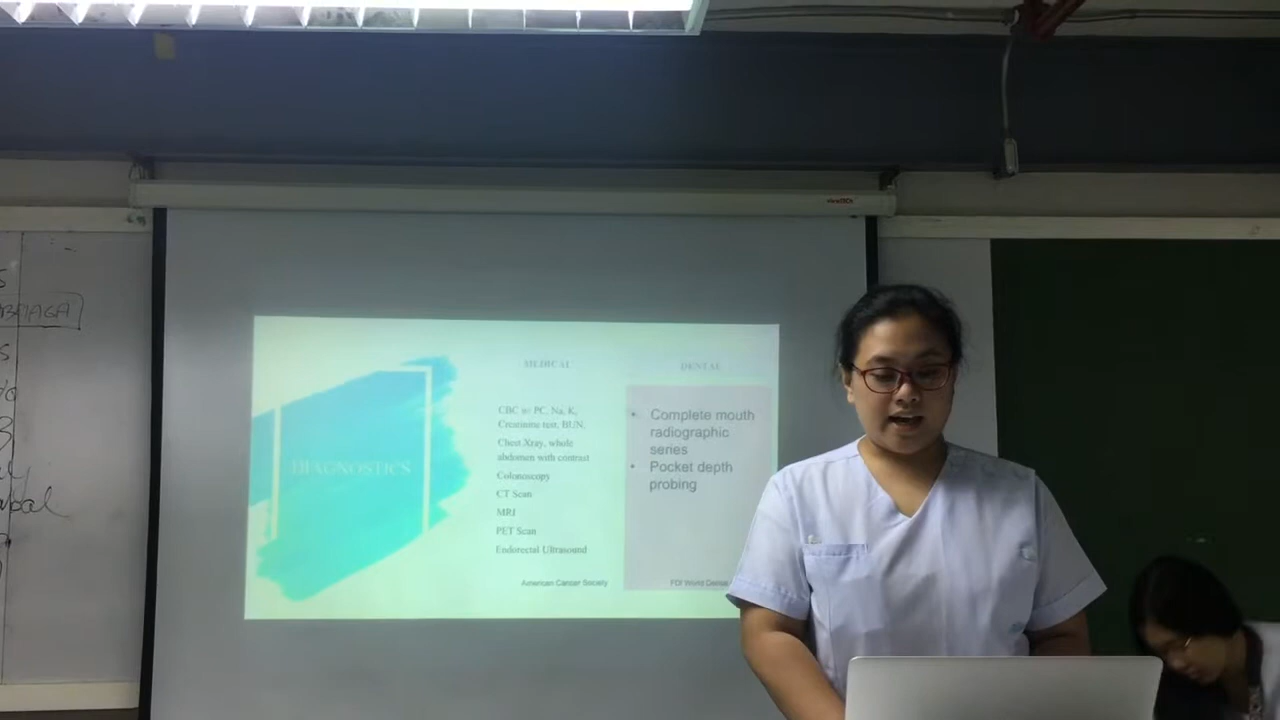 MEDICAL
DENTAL
DIAGNOSTICS
CBC w/ PC, Na, K,
Creatinine test, BUN,
Chest Xray, whole
abdomen with contrast
Colonoscopy
CT Scan
MRI
PET Scan
Endorectal Ultrasound
American Cancer Society
• Complete mouth
radiographic
series
• Pocket depth
probing
FDI World Dental